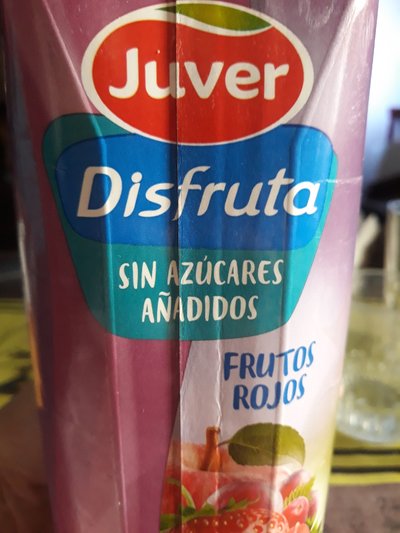 Juver
Disfruta
SIN AZÚCARES
AÑADIDOS
FRUTOS
ROJOS